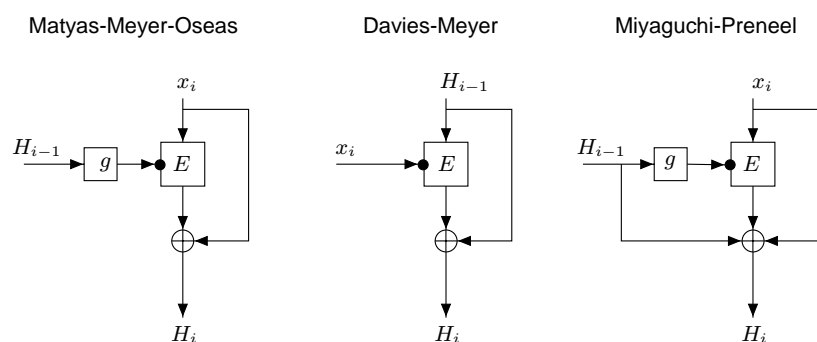 Matyas-Meyer-Oseas
Davies-Meyer
Miyaguchi-Preneel
x_i
H_{i-1}
x_i
H_{i-1}
g
E
x_i
E
H_{i-1}
g
E
H_i
H_i
H_i